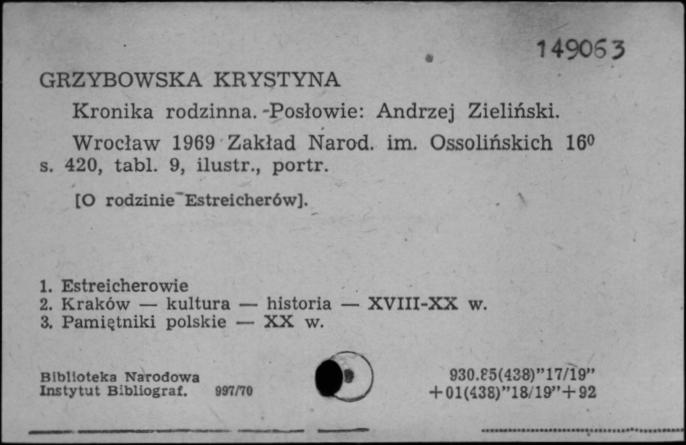 149063
GRZYBOWSKA KRYSTYNA
Kronika rodzinna. -Posłowie: Andrzej Zieliński.
Wrocław 1969 Zakład Narod. im. Ossolińskich 16⁰
s. 420, tabl. 9, ilustr., portr.
[O rodzinie Estreicherów].
1. Estreicherowie
2. Kraków — kultura — historia — XVIII-XX w.
3. Pamiętniki polskie — XX w.
Biblioteka Narodowa
Instytut Bibliograf. 997/70
930.85(438)"17/19"
+01(438)"18/19"+92